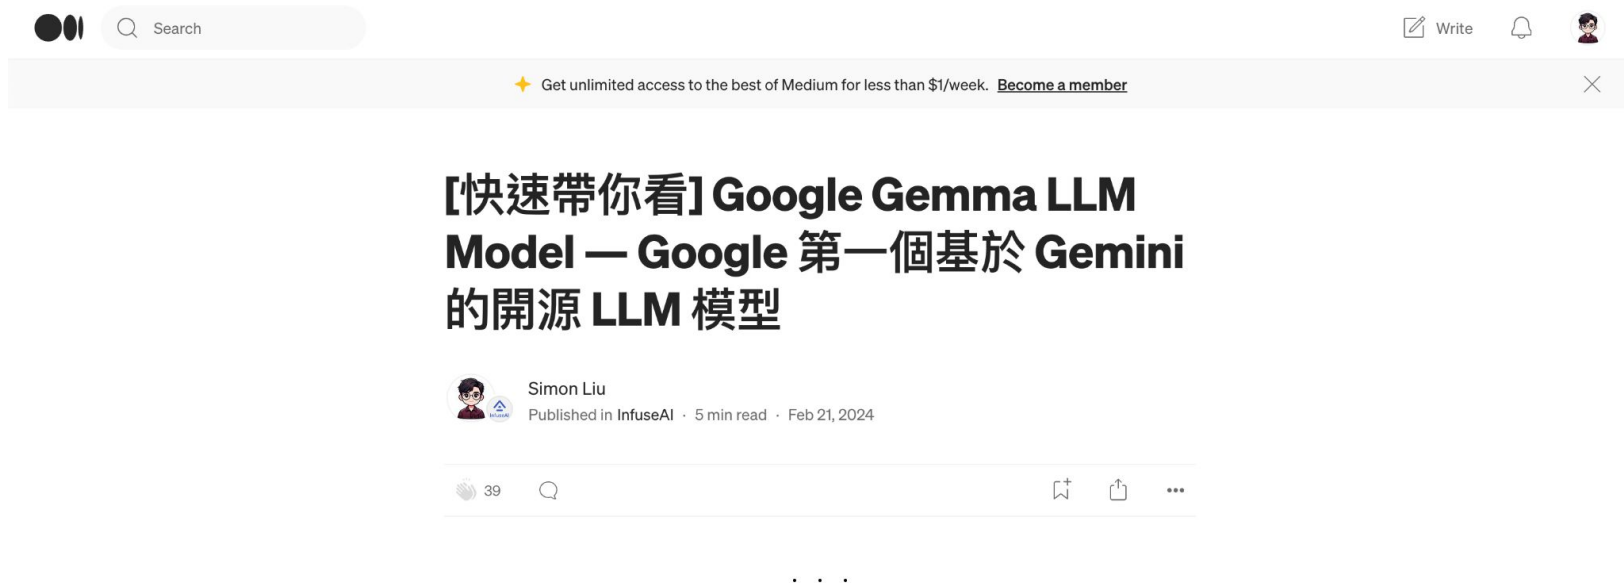 Search
Write
Get unlimited access to the best of Medium for less than $1/week. Become a member
[快速帶你看] Google Gemma LLM
Model — Google 第一個基於 Gemini
的開源 LLM 模型
Simon Liu
InfuseAI
Published in InfuseAI · 5 min read · Feb 21, 2024
39